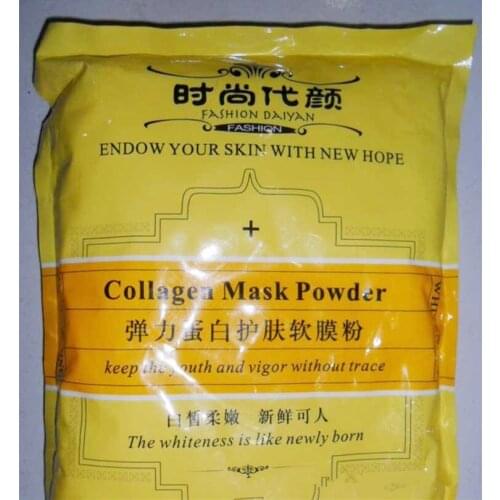 时尚代颜
FASHION DAIYAN
FASHION
ENDOW YOUR SKIN WITH NEW HOPE
+
Collagen Mask Powder
弹力蛋白护肤软膜粉
keep the youth and vigor without trace
白皙柔嫩 新鲜可人
The whiteness is like newly born